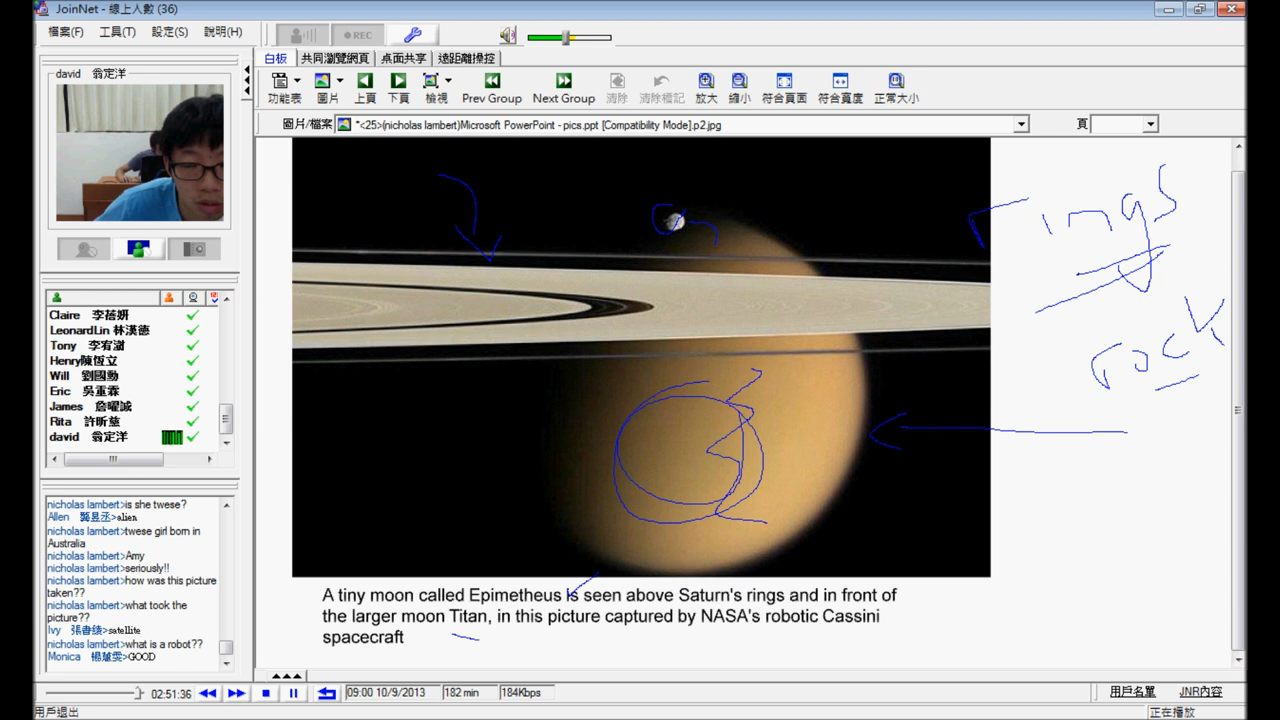 JoinNet - 線上人數 (36)
檔案(F) 工具(T) 設定(S) 說明(H)
REC
白板 共同瀏覽網頁 桌面共享 遠距離操控
david 翁定洋
功能表 圖片 上頁 下頁 檢視 Prev Group Next Group 清除 清除標記 放大 縮小 符合頁面 符合寬度 正常大小
圖片/檔案 *<25>(nicholas lambert)Microsoft PowerPoint - pics.ppt [Compatibility Mode].p2.jpg 頁
rings
rock
Claire 李蓓妍
LeonardLin 林漢德
Tony 李宥澍
Henry陳恆立
Will 劉國勳
Eric 吳重霖
James 詹曜誠
Rita 許昕慈
david 翁定洋
nicholas lambert>is she twese?
Allen 龔昱丞>alien
nicholas lambert>twese girl born in
Australia
nicholas lambert>Amy
nicholas lambert>seriously!!
nicholas lambert>how was this picture
taken??
nicholas lambert>what took the
picture??
Ivy >satellite
nicholas lambert>what is a robot??
Monica >GOOD
A tiny moon called Epimetheus is seen above Saturn's rings and in front of
the larger moon Titan, in this picture captured by NASA's robotic Cassini
spacecraft
02:51:36 09:00 10/9/2013 182 min 184Kbps 用戶名單 JNR內容
用戶退出 正在播放